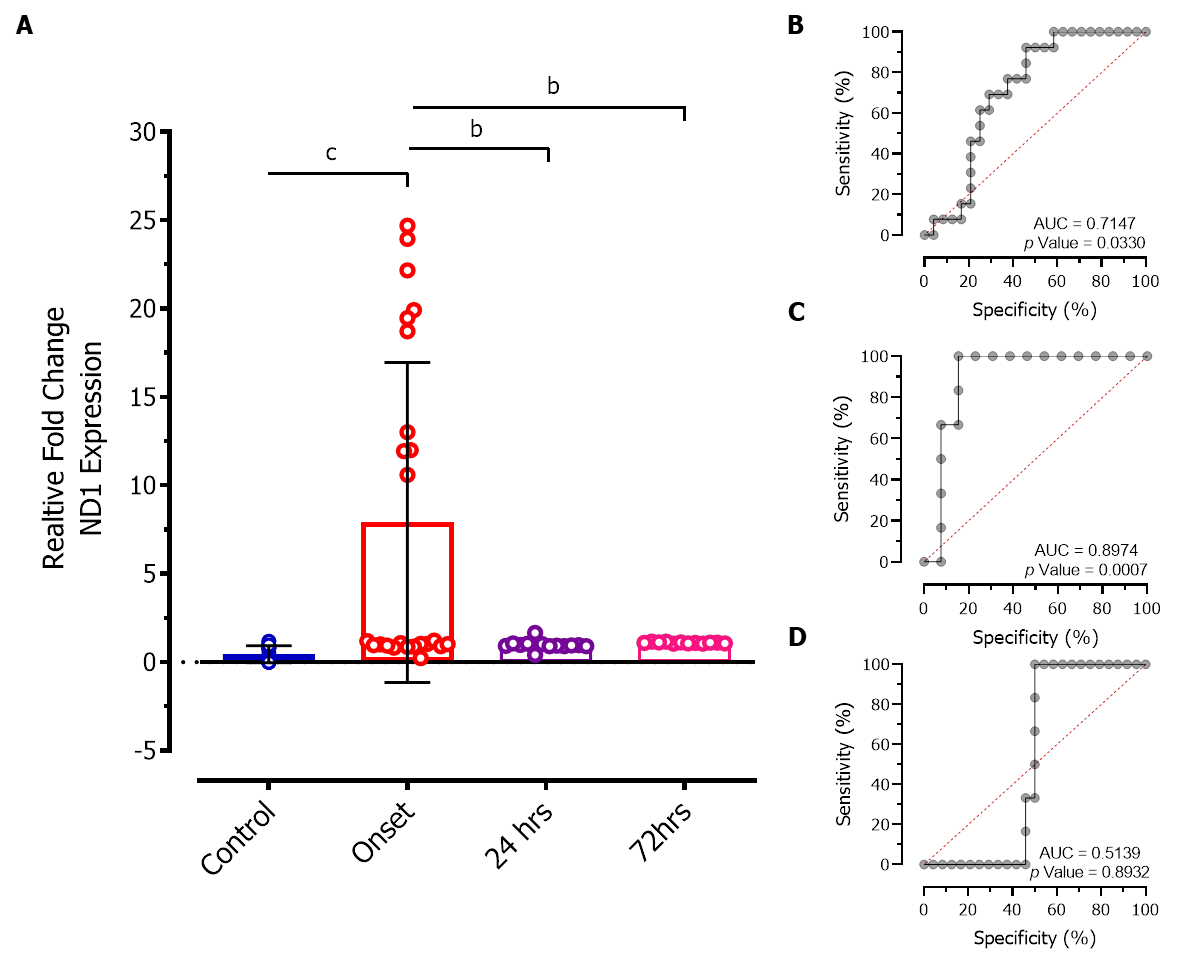 A
b
b
c
30
25
20
15
10
5
0
-5
Realtive Fold Change
ND1 Expression
Control
Onset
24 hrs
72hrs
B
100
80
60
40
20
0
Sensitivity (%)
AUC = 0.7147
p Value = 0.0330
0 20 40 60 80 100
Specificity (%)
C
100
80
60
40
20
0
Sensitivity (%)
AUC = 0.8974
p Value = 0.0007
0 20 40 60 80 100
Specificity (%)
D
100
80
60
40
20
0
Sensitivity (%)
AUC = 0.5139
p Value = 0.8932
0 20 40 60 80 100
Specificity (%)